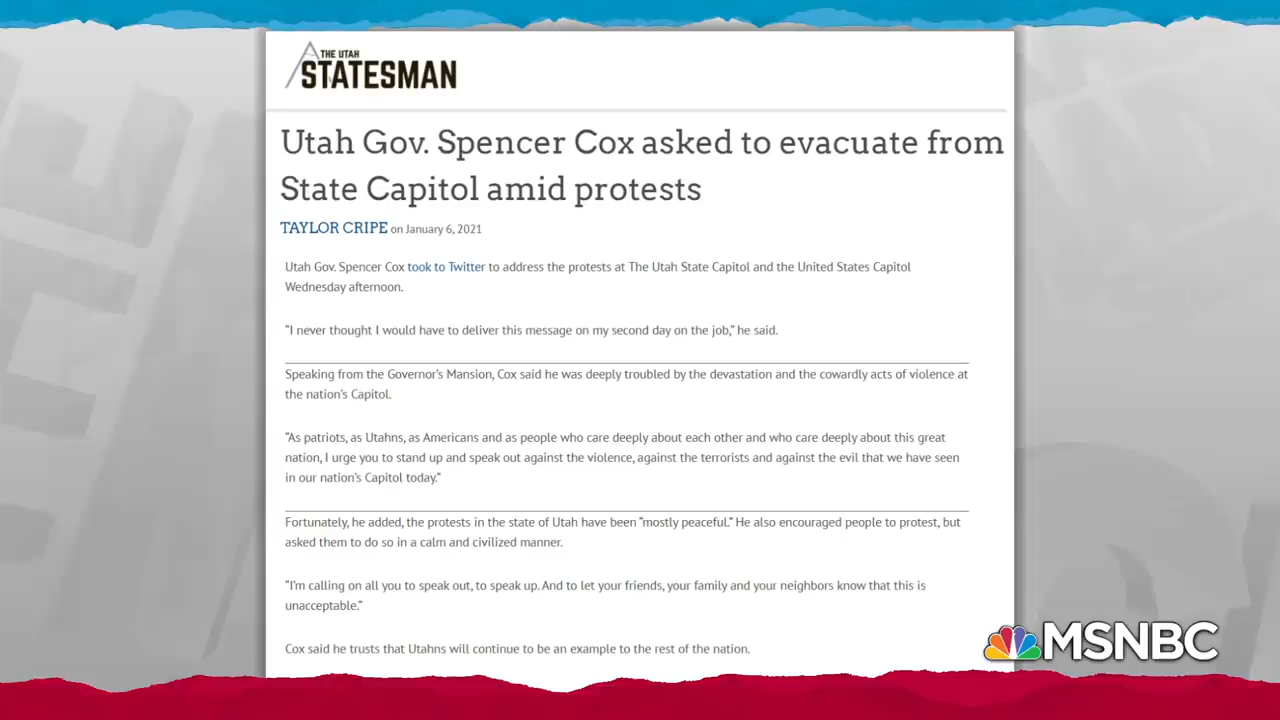 THE UTAH
STATESMAN
Utah Gov. Spencer Cox asked to evacuate from
State Capitol amid protests
TAYLOR CRIPE on January 6, 2021
Utah Gov. Spencer Cox took to Twitter to address the protests at The Utah State Capitol and the United States Capitol
Wednesday afternoon.
“I never thought I would have to deliver this message on my second day on the job,” he said.
Speaking from the Governor’s Mansion, Cox said he was deeply troubled by the devastation and the cowardly acts of violence at
the nation’s Capitol.
“As patriots, as Utahns, as Americans and as people who care deeply about each other and who care deeply about this great
nation, I urge you to stand up and speak out against the violence, against the terrorists and against the evil that we have seen
in our nation’s Capitol today.”
Fortunately, he added, the protests in the state of Utah have been “mostly peaceful.” He also encouraged people to protest, but
asked them to do so in a calm and civilized manner.
“I’m calling on all you to speak out, to speak up. And to let your friends, your family and your neighbors know that this is
unacceptable.”
Cox said he trusts that Utahns will continue to be an example to the rest of the nation.
MSNBC